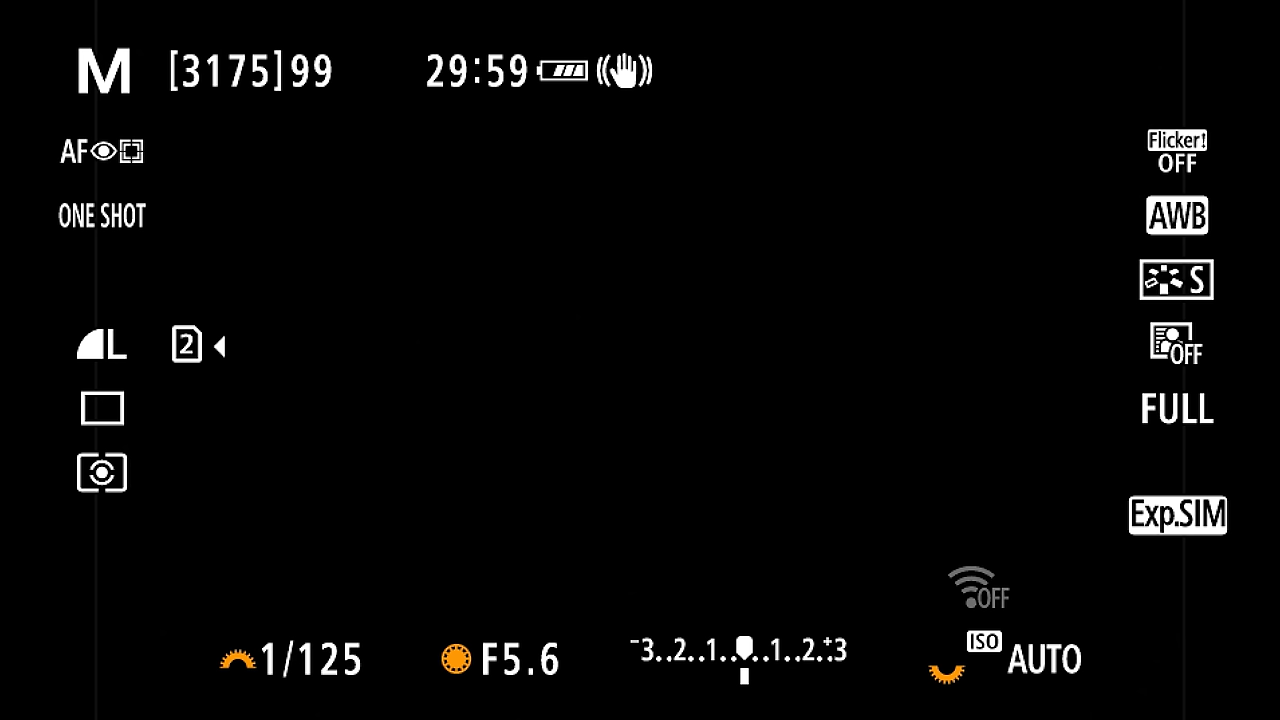 M [3175]99 29:59
AF
Flicker!
OFF
ONE SHOT
AWB
S
L 2
OFF
FULL
Exp.SIM
OFF
1/125 F5.6 -3..2..1..⁠..1..2..+3 ISO AUTO